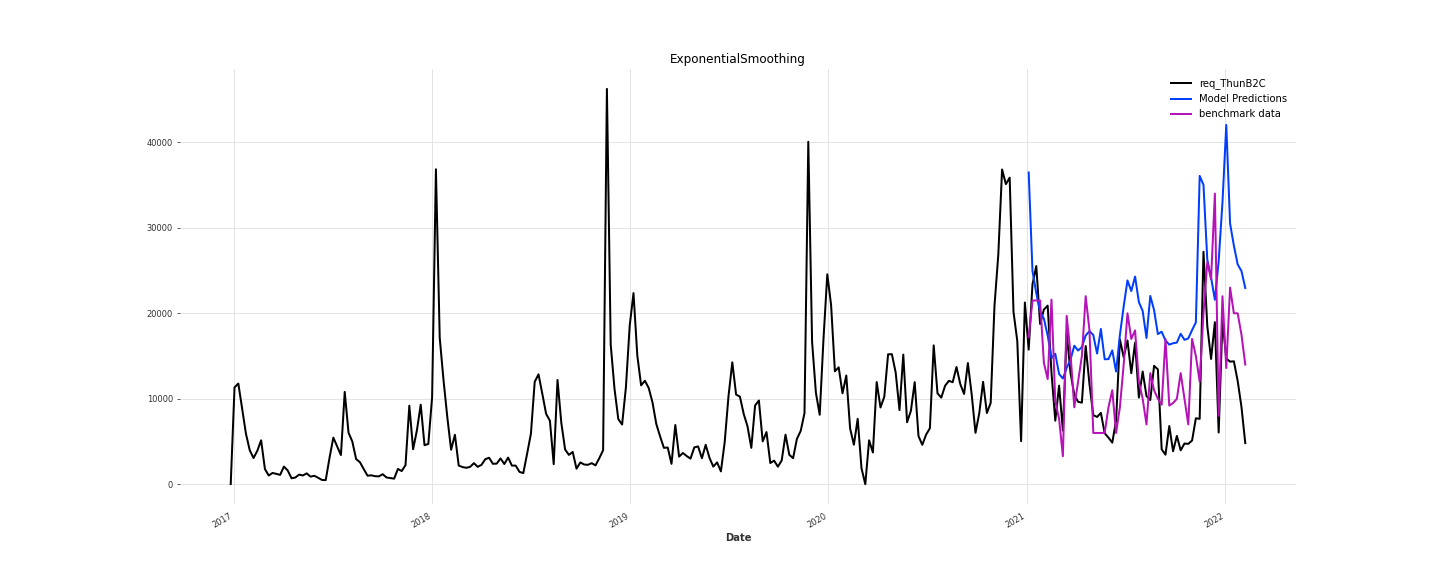 ExponentialSmoothing
req_ThunB2C
Model Predictions
benchmark data
40000
30000
20000
10000
0
2017
2018
2019
2020
2021
2022
Date